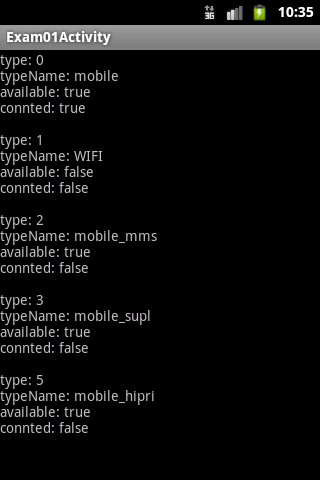 3G 10:35
Exam01Activity
type: 0
typeName: mobile
available: true
connted: true
type: 1
typeName: WIFI
available: false
connted: false
type: 2
typeName: mobile_mms
available: true
connted: false
type: 3
typeName: mobile_supl
available: true
connted: false
type: 5
typeName: mobile_hipri
available: true
connted: false